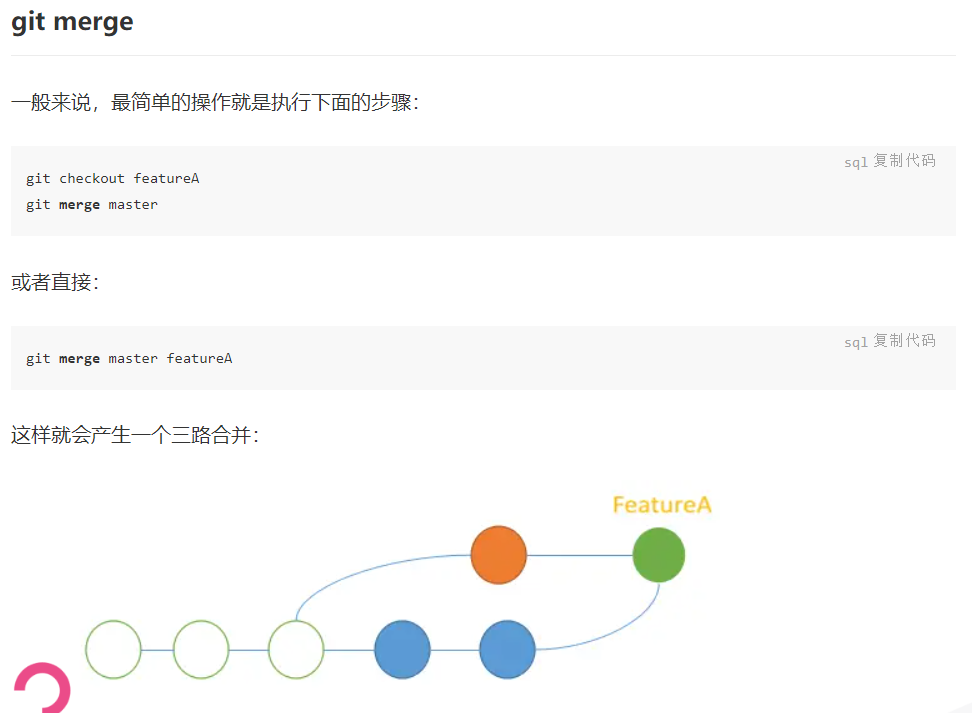 git merge
一般来说，最简单的操作就是执行下面的步骤：
sql 复制代码
git checkout featureA
git merge master
或者直接：
sql 复制代码
git merge master featureA
这样就会产生一个三路合并：
FeatureA